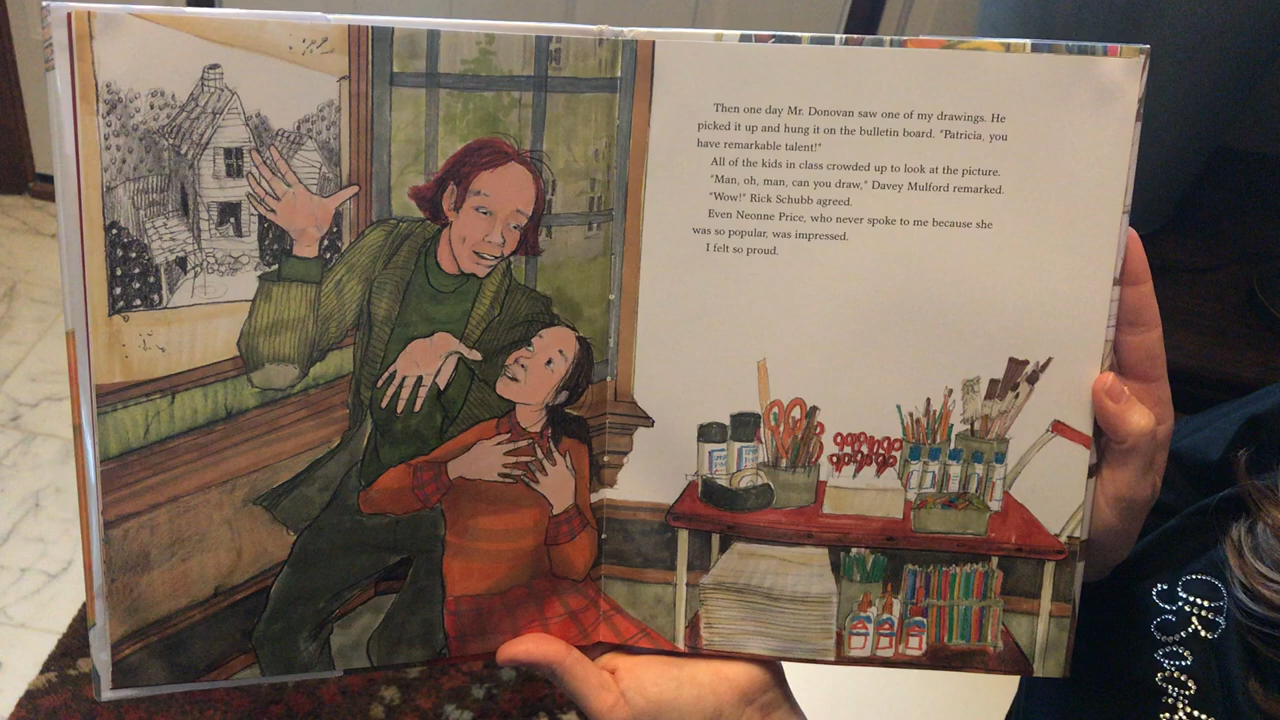 Then one day Mr. Donovan saw one of my drawings. He
picked it up and hung it on the bulletin board. "Patricia, you
have remarkable talent!"
All of the kids in class crowded up to look at the picture.
"Man, oh, man, can you draw," Davey Mulford remarked.
"Wow!" Rick Schubb agreed.
Even Neonne Price, who never spoke to me because she
was so popular, was impressed.
I felt so proud.